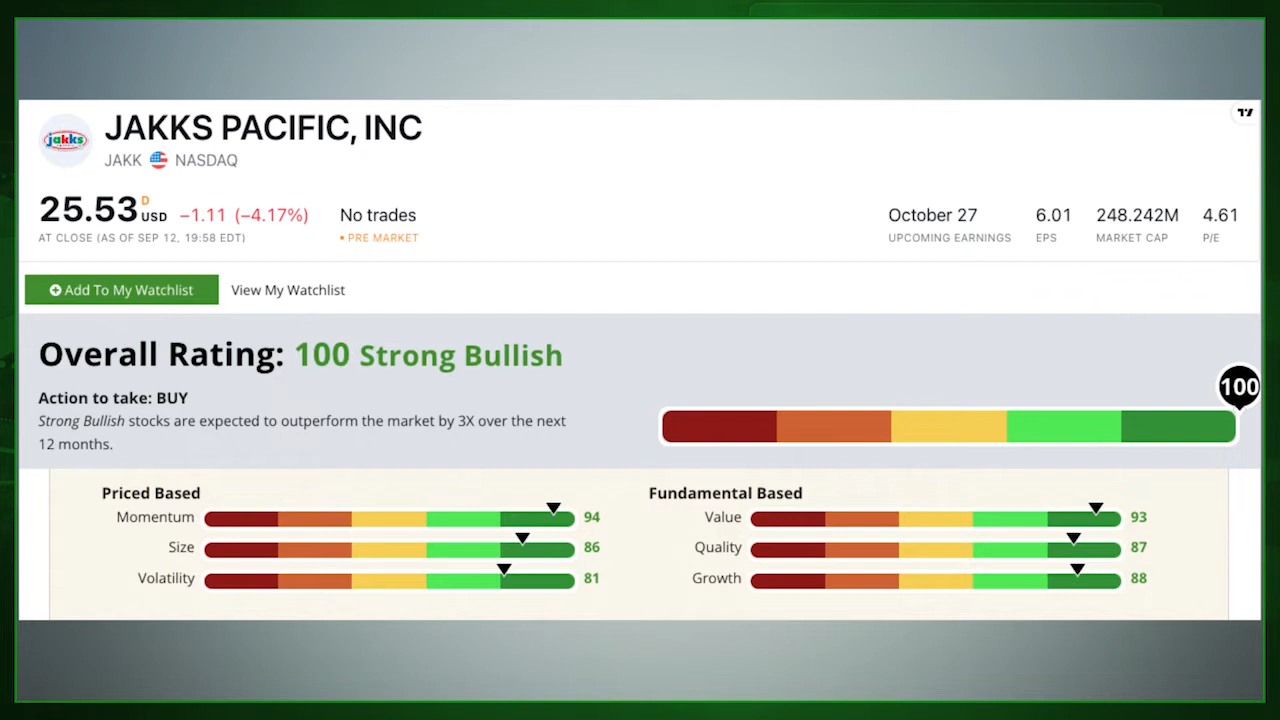 JAKKS PACIFIC, INC
jakks
JAKK NASDAQ
25.53 D USD −1.11 (−4.17%) No trades
AT CLOSE (AS OF SEP 12, 19:58 EDT) • PRE MARKET
October 27 6.01 248.242M 4.61
UPCOMING EARNINGS EPS MARKET CAP P/E
Add To My Watchlist View My Watchlist
Overall Rating: 100 Strong Bullish
100
Action to take: BUY
Strong Bullish stocks are expected to outperform the market by 3X over the next
12 months.
Priced Based
Momentum 94
Size 86
Volatility 81
Fundamental Based
Value 93
Quality 87
Growth 88